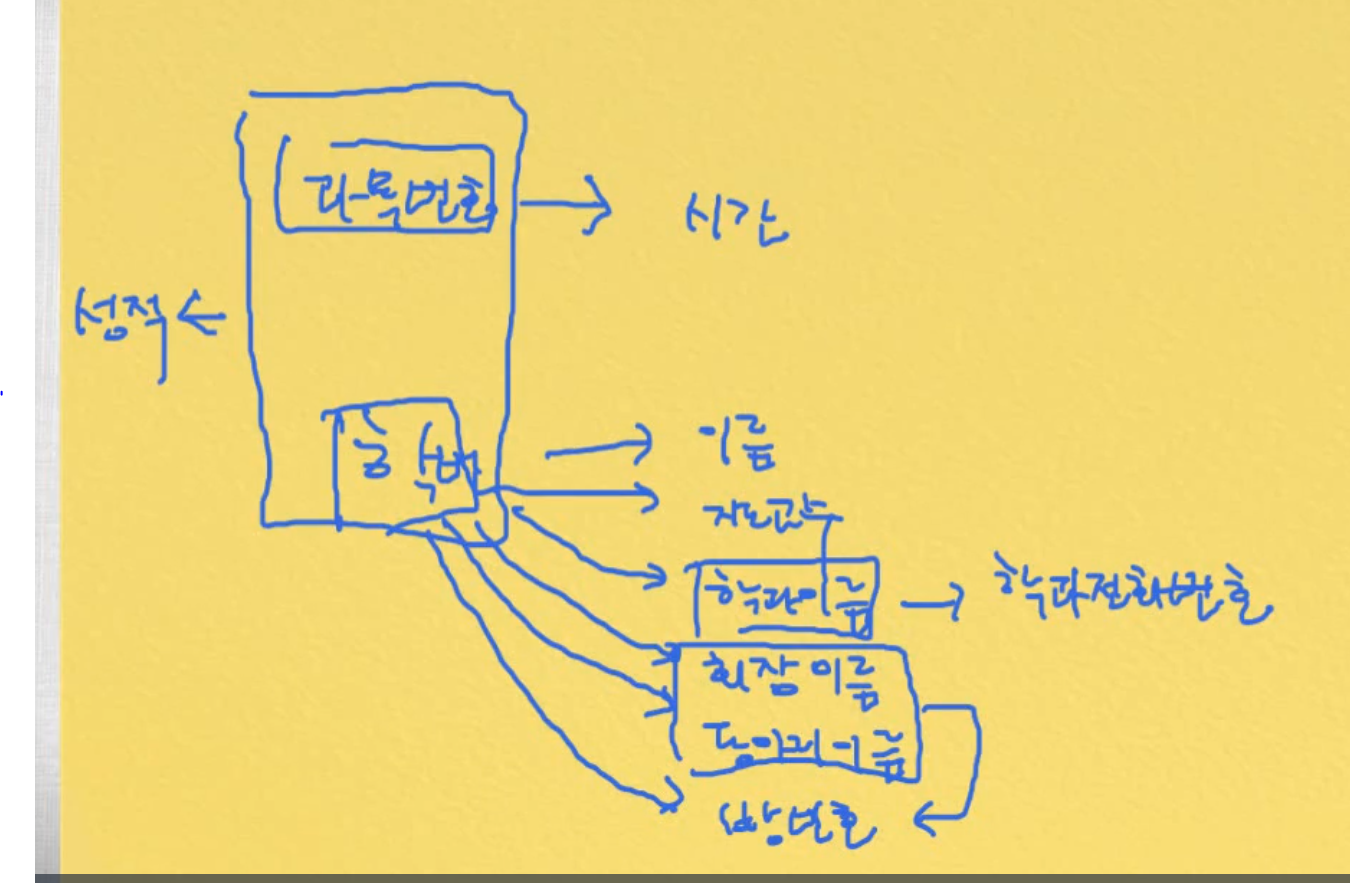 과목번호
시간
성적
학번
이름
지도교수
학과이름
학과전화번호
회장이름
동아리이름
방번호